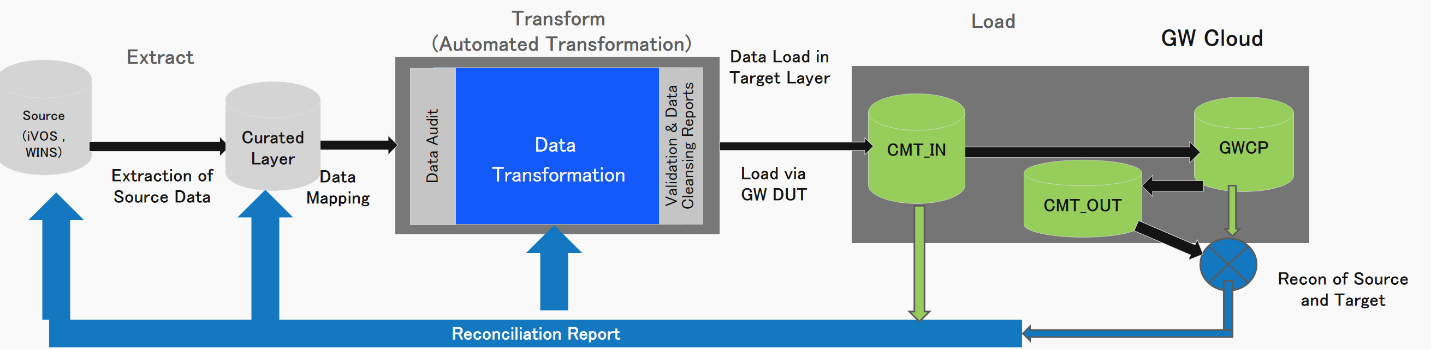 Extract
Source
(iVOS ,
WINS)
Extraction of
Source Data
Curated
Layer
Data
Mapping
Transform
(Automated Transformation)
Data Audit
Data
Transformation
Validation & Data
Cleansing Reports
Data Load in
Target Layer
Load via
GW DUT
Load
GW Cloud
CMT_IN
GWCP
CMT_OUT
Recon of Source
and Target
Reconciliation Report